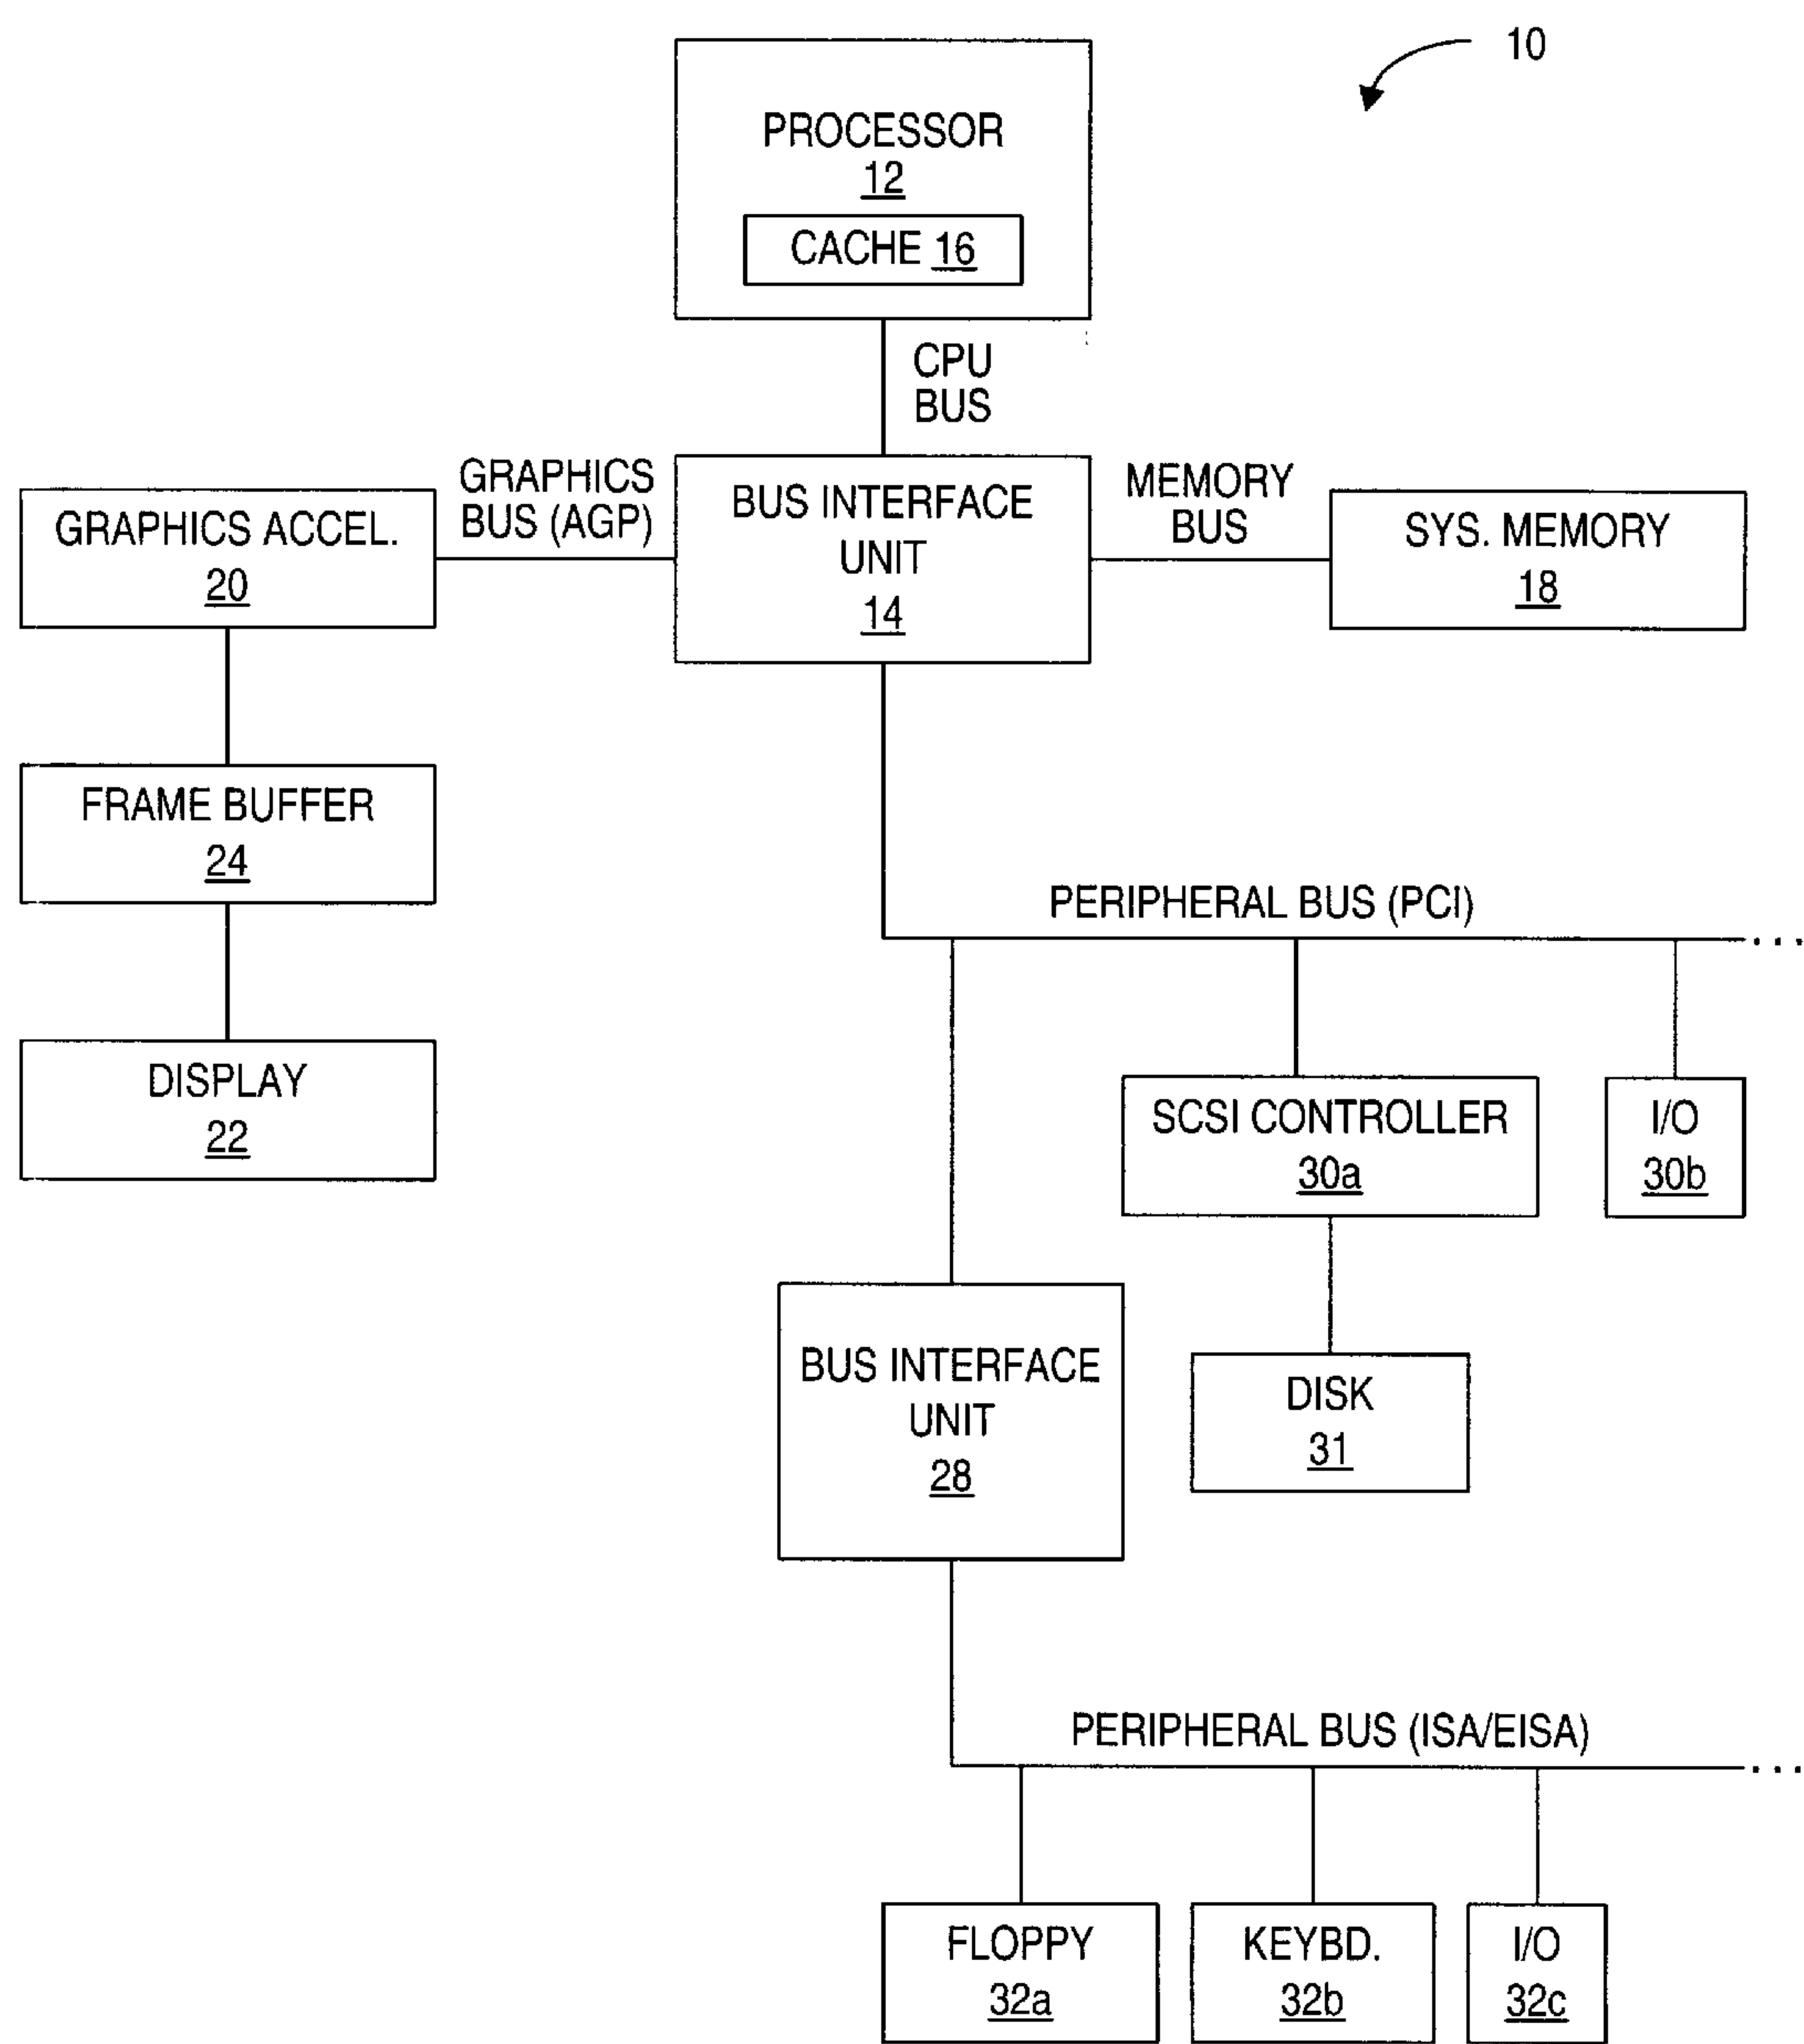 10
PROCESSOR
12
CACHE 16
CPU
BUS
GRAPHICS
BUS (AGP)
MEMORY
BUS
GRAPHICS ACCEL.
20
BUS INTERFACE
UNIT
14
SYS. MEMORY
18
FRAME BUFFER
24
PERIPHERAL BUS (PCI)
...
DISPLAY
22
SCSI CONTROLLER
30a
I/O
30b
BUS INTERFACE
UNIT
28
DISK
31
PERIPHERAL BUS (ISA/EISA)
...
FLOPPY
32a
KEYBD.
32b
I/O
32c